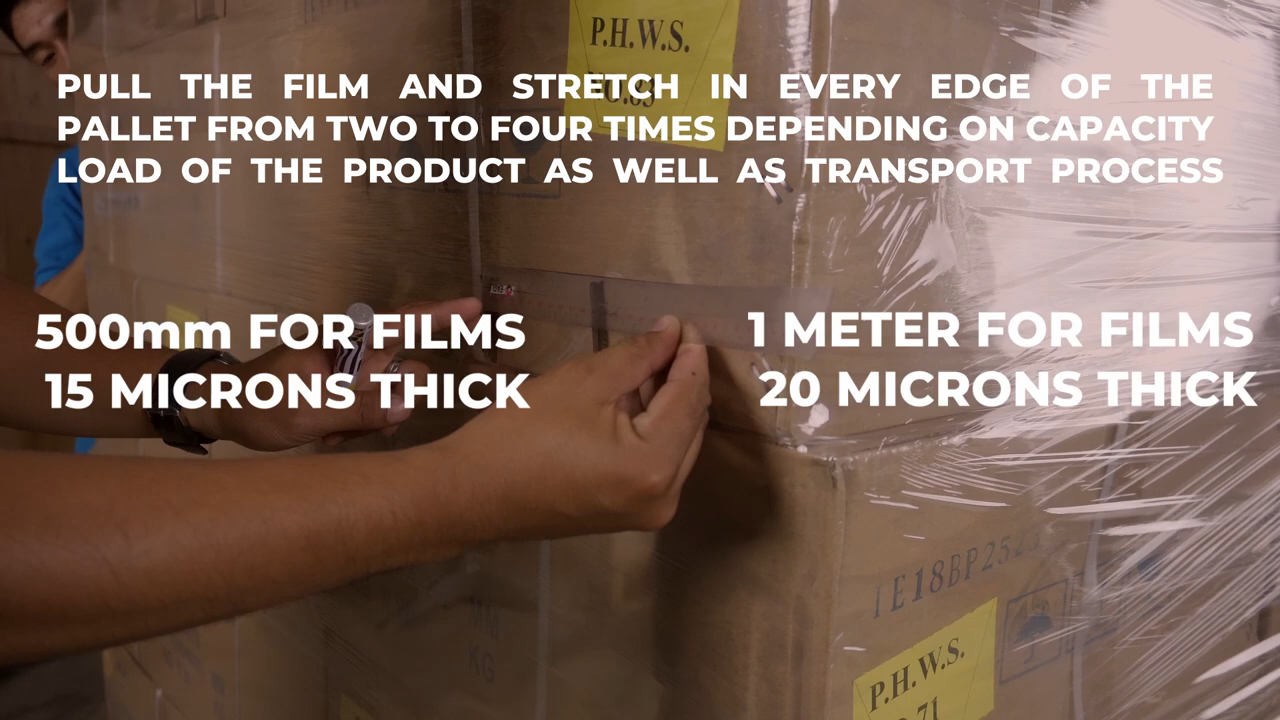 P.H.W.S.
PULL THE FILM AND STRETCH IN EVERY EDGE OF THE
PALLET FROM TWO TO FOUR TIMES DEPENDING ON CAPACITY
LOAD OF THE PRODUCT AS WELL AS TRANSPORT PROCESS
500mm FOR FILMS
15 MICRONS THICK
1 METER FOR FILMS
20 MICRONS THICK
KG
P.H.W.S.